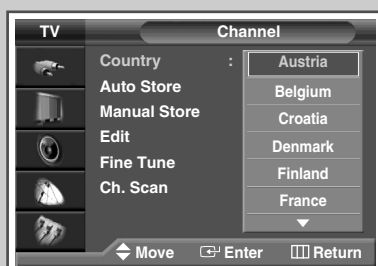 TV
Channel
Country : Austria
Auto Store
Belgium
Manual Store
Croatia
Edit
Denmark
Fine Tune
Finland
Ch. Scan
France
Move Enter Return